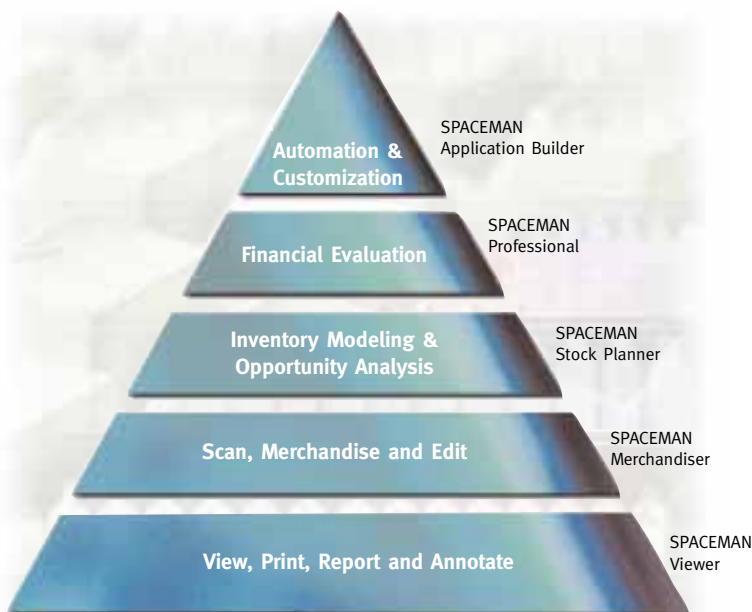 Automation &
Customization
SPACEMAN
Application Builder
Financial Evaluation
SPACEMAN
Professional
Inventory Modeling &
Opportunity Analysis
SPACEMAN
Stock Planner
Scan, Merchandise and Edit
SPACEMAN
Merchandiser
View, Print, Report and Annotate
SPACEMAN
Viewer